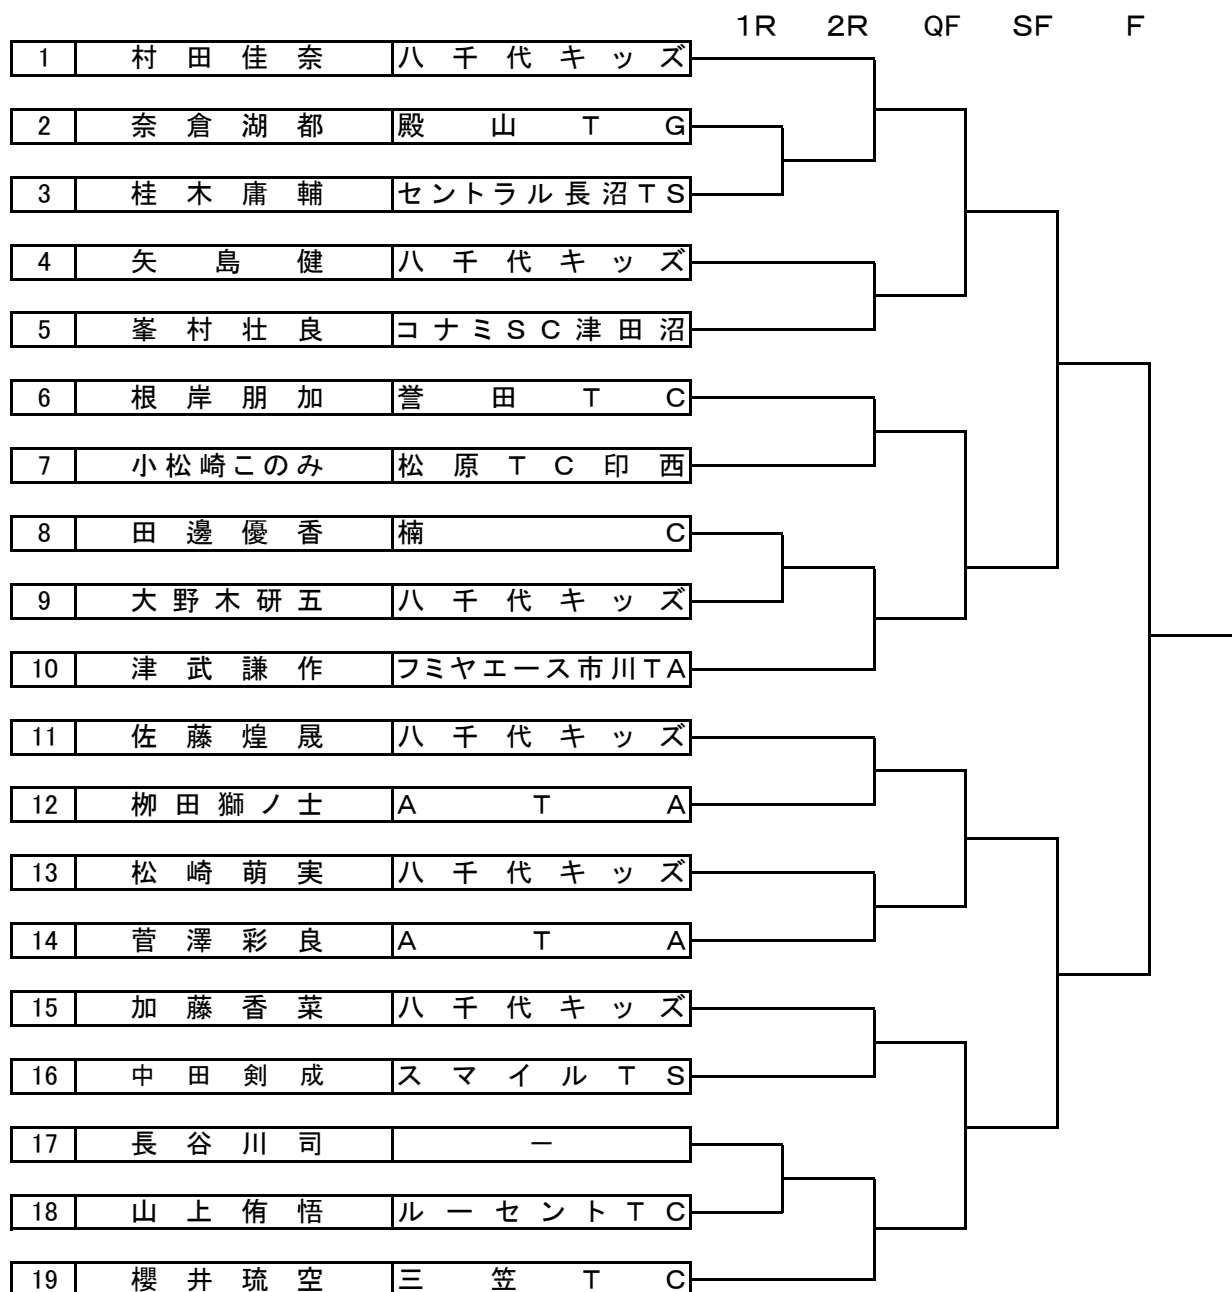 1R 2R QF SF F
1 村田佳奈 八千代キッズ
2 奈倉湖都 殿山TG
3 桂木庸輔 セントラル長沼TS
4 矢島健 八千代キッズ
5 峯村壮良 コナミSC津田沼
6 根岸朋加 誉田TC
7 小松崎このみ 松原TC印西
8 田邊優香 楠C
9 大野木研五 八千代キッズ
10 津武謙作 フミヤエース市川TA
11 佐藤煌晟 八千代キッズ
12 栁田獅ノ士 ATA
13 松崎萌実 八千代キッズ
14 菅澤彩良 ATA
15 加藤香菜 八千代キッズ
16 中田剣成 スマイルTS
17 長谷川司 ー
18 山上侑悟 ルーセントTC
19 櫻井琉空 三笠TC